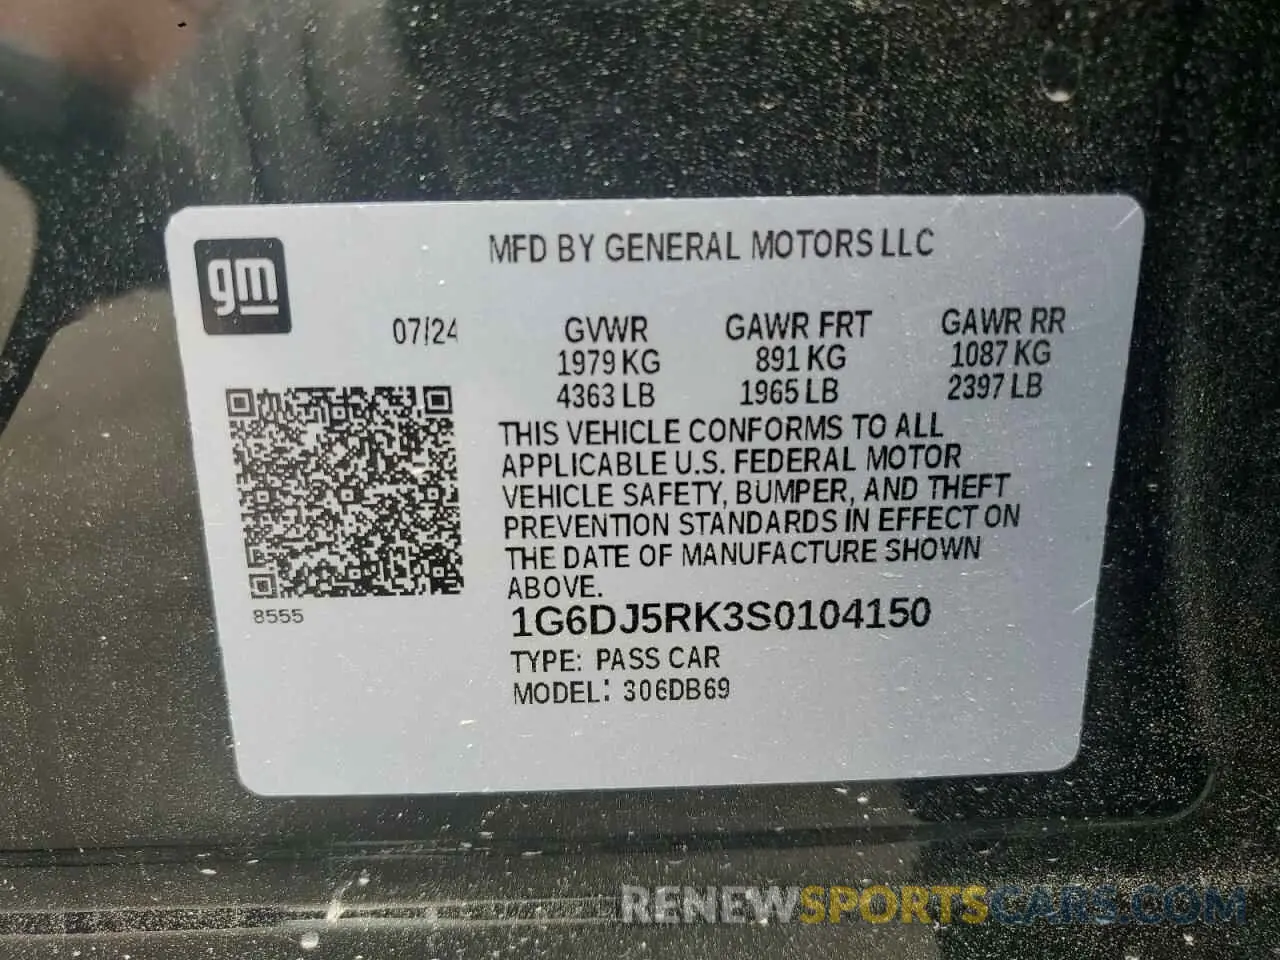 MFD BY GENERAL MOTORS LLC
gm
07/24
GVWR GAWR FRT GAWR RR
1979 KG 891 KG 1087 KG
4363 LB 1965 LB 2397 LB
THIS VEHICLE CONFORMS TO ALL
APPLICABLE U.S. FEDERAL MOTOR
VEHICLE SAFETY, BUMPER, AND THEFT
PREVENTION STANDARDS IN EFFECT ON
THE DATE OF MANUFACTURE SHOWN
ABOVE.
8555
1G6DJ5RK3S0104150
TYPE: PASS CAR
MODEL: 306DB69
RENEWSPORTSCARS.COM